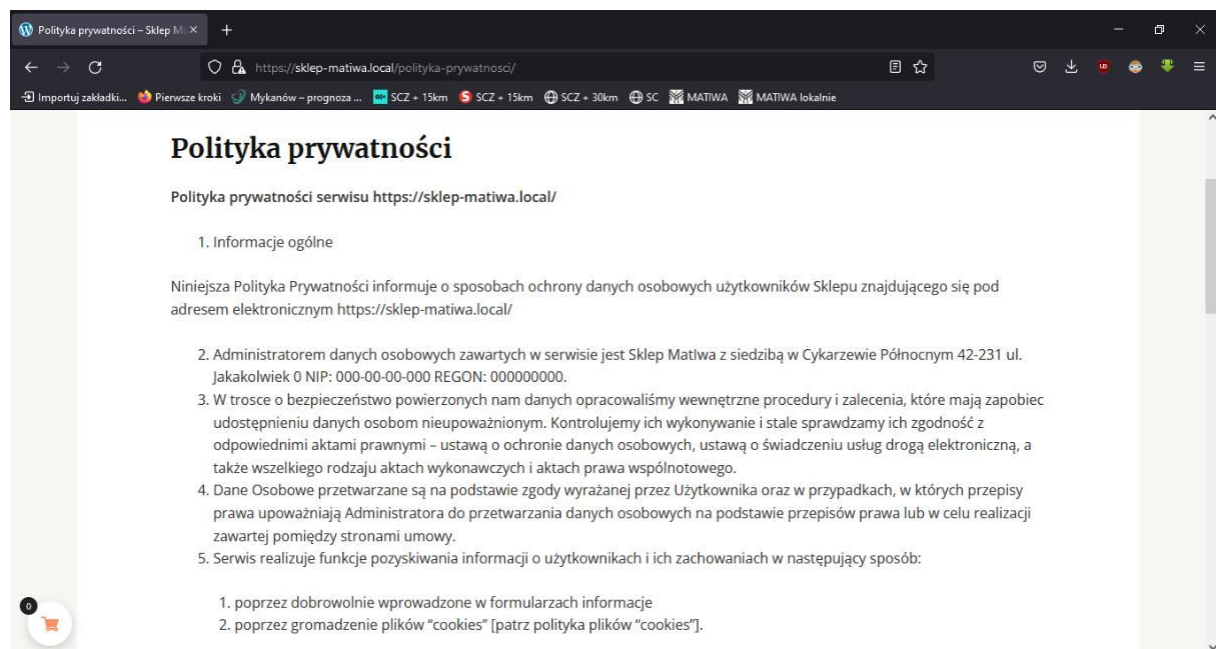 Polityka prywatności – Sklep Ma
https://sklep-matiwa.local/polityka-prywatnosci/
Importuj zakładki... Pierwsze kroki Mykanów – prognoza ... SCZ + 15km SCZ + 15km SCZ + 30km SC MATIWA MATIWA lokalnie
Polityka prywatności
Polityka prywatności serwisu https://sklep-matiwa.local/
1. Informacje ogólne
Niniejsza Polityka Prywatności informuje o sposobach ochrony danych osobowych użytkowników Sklepu znajdującego się pod
adresem elektronicznym https://sklep-matiwa.local/
2. Administratorem danych osobowych zawartych w serwisie jest Sklep MatIwa z siedzibą w Cykarzewie Północnym 42-231 ul.
Jakakolwiek 0 NIP: 000-00-00-000 REGON: 000000000.
3. W trosce o bezpieczeństwo powierzonych nam danych opracowaliśmy wewnętrzne procedury i zalecenia, które mają zapobiec
udostępnieniu danych osobom nieupoważnionym. Kontrolujemy ich wykonywanie i stale sprawdzamy ich zgodność z
odpowiednimi aktami prawnymi – ustawą o ochronie danych osobowych, ustawą o świadczeniu usług drogą elektroniczną, a
także wszelkiego rodzaju aktach wykonawczych i aktach prawa wspólnotowego.
4. Dane Osobowe przetwarzane są na podstawie zgody wyrażanej przez Użytkownika oraz w przypadkach, w których przepisy
prawa upoważniają Administratora do przetwarzania danych osobowych na podstawie przepisów prawa lub w celu realizacji
zawartej pomiędzy stronami umowy.
5. Serwis realizuje funkcje pozyskiwania informacji o użytkownikach i ich zachowaniach w następujący sposób:
1. poprzez dobrowolnie wprowadzone w formularzach informacje
2. poprzez gromadzenie plików “cookies” [patrz polityka plików “cookies”].
0